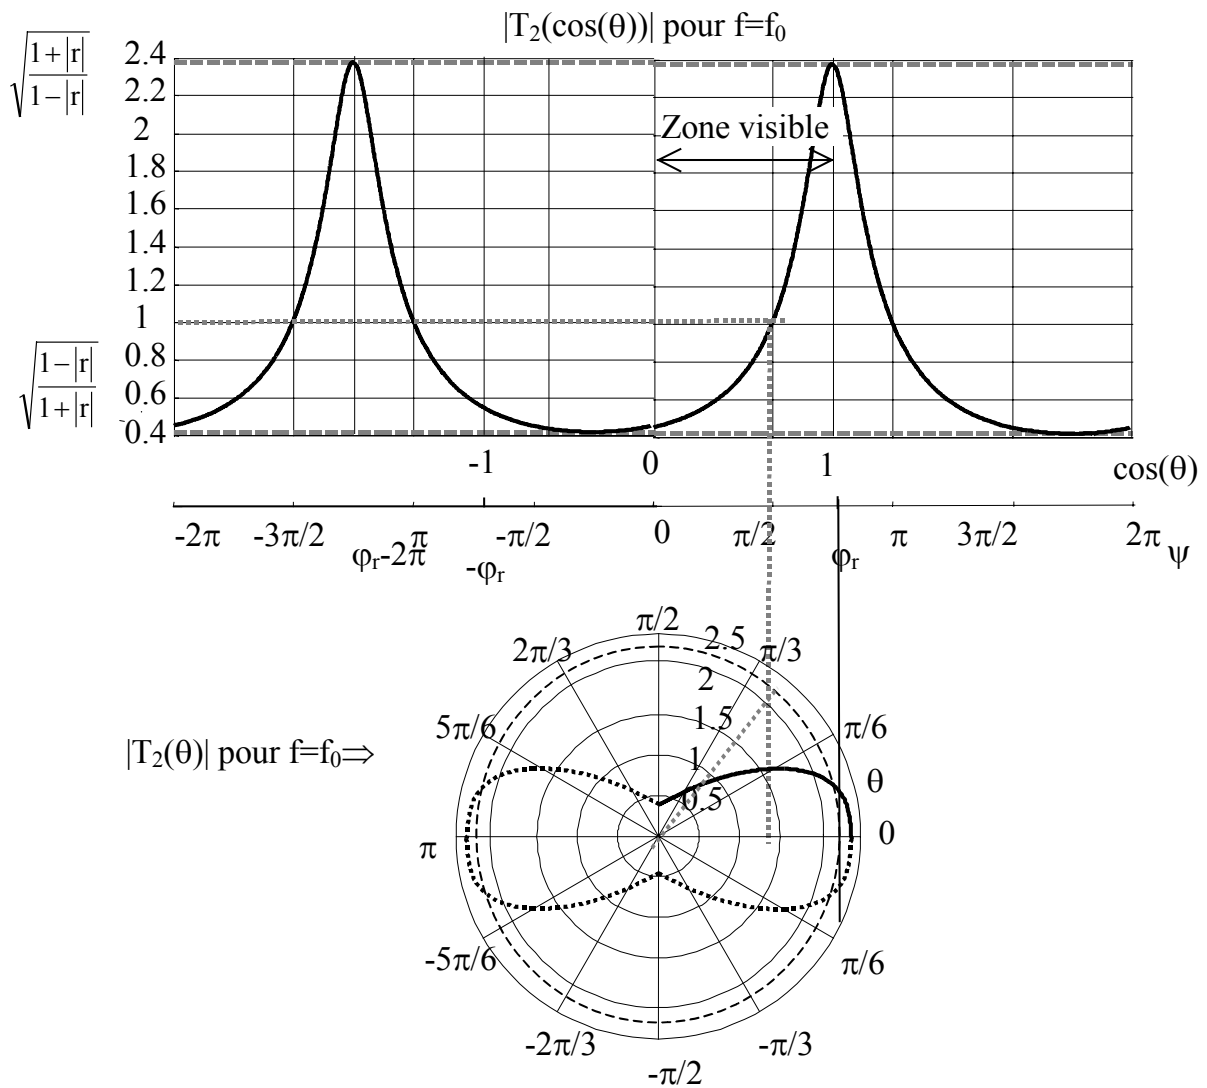 |T₂(cos(θ))| pour f=f₀
√((1+|r|)/(1−|r|))
2.4
2.2
2
1.8
1.6
1.4
1.2
1
0.8
0.6
0.4
√((1−|r|)/(1+|r|))
Zone visible
-1 0 1 cos(θ)
-2π -3π/2 π -π/2 0 π/2 π 3π/2 2π ψ
φr-2π -φr φr
π/2
2π/3 2.5 π/3
2
5π/6 1.5 π/6
|T₂(θ)| pour f=f₀⇒ 1 θ
0.5
π 0
-5π/6 π/6
-2π/3 -π/3
-π/2